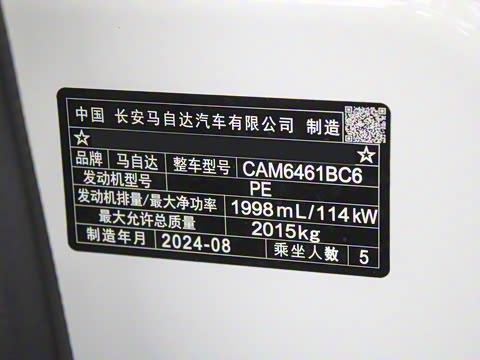 中国 长安马自达汽车有限公司 制造
☆ ☆
品牌 马自达 整车型号 CAM6461BC6
发动机型号 PE
发动机排量/最大净功率 1998mL/114kW
最大允许总质量 2015kg
制造年月 2024-08 乘坐人数 5